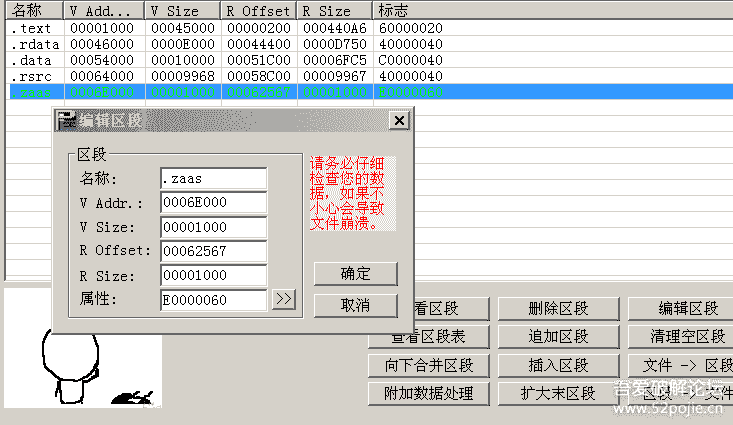 名称 V Add... V Size R Offset R Size 标志
.text 00001000 00045000 00000200 000440A6 60000020
.rdata 00046000 0000E000 00044400 0000D750 40000040
.data 00054000 00010000 00051C00 00006FC5 C0000040
.rsrc 00064000 00009968 00058C00 00009967 40000040
.zaas 0006E000 00001000 00062567 00001000 E0000060
编辑区段
区段
名称: .zaas
V Addr.: 0006E000
V Size: 00001000
R Offset: 00062567
R Size: 00001000
属性: E0000060 >>
请务必仔细
检查您的数
据，如果不
小心会导致
文件崩溃。
确定
取消
看区段 删除区段 编辑区段
查看区段表 追加区段 清理空区段
向下合并区段 插入区段 文件 -> 区段
附加数据处理 扩大末区段 区段 -> 文件
吾爱破解论坛
www.52pojie.cn